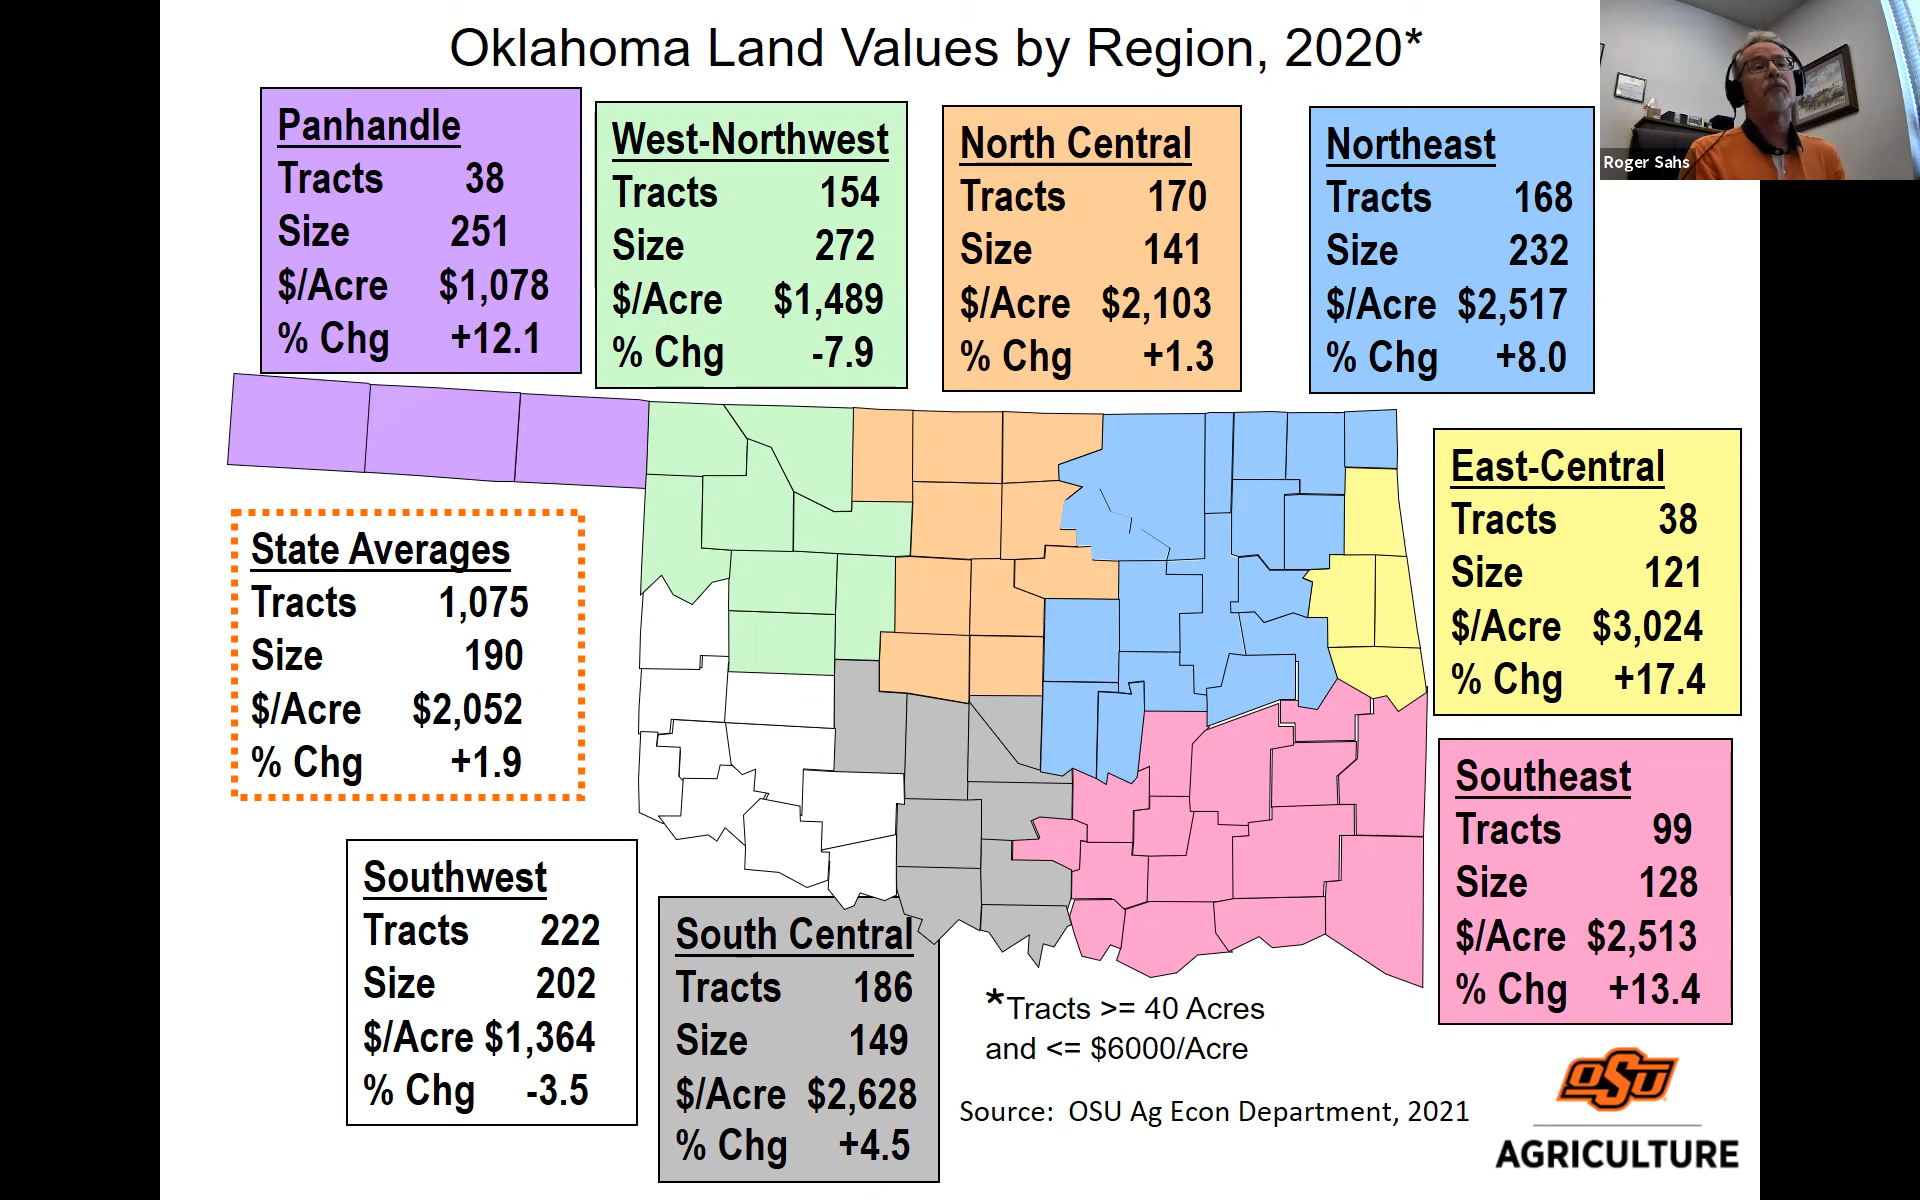 Oklahoma Land Values by Region, 2020*
Roger Sahs
Panhandle
Tracts 38
Size 251
$/Acre $1,078
% Chg +12.1
West-Northwest
Tracts 154
Size 272
$/Acre $1,489
% Chg -7.9
North Central
Tracts 170
Size 141
$/Acre $2,103
% Chg +1.3
Northeast
Tracts 168
Size 232
$/Acre $2,517
% Chg +8.0
East-Central
Tracts 38
Size 121
$/Acre $3,024
% Chg +17.4
State Averages
Tracts 1,075
Size 190
$/Acre $2,052
% Chg +1.9
Southeast
Tracts 99
Size 128
$/Acre $2,513
% Chg +13.4
Southwest
Tracts 222
Size 202
$/Acre $1,364
% Chg -3.5
South Central
Tracts 186
Size 149
$/Acre $2,628
% Chg +4.5
*Tracts >= 40 Acres
and <= $6000/Acre
Source: OSU Ag Econ Department, 2021
OSU
AGRICULTURE